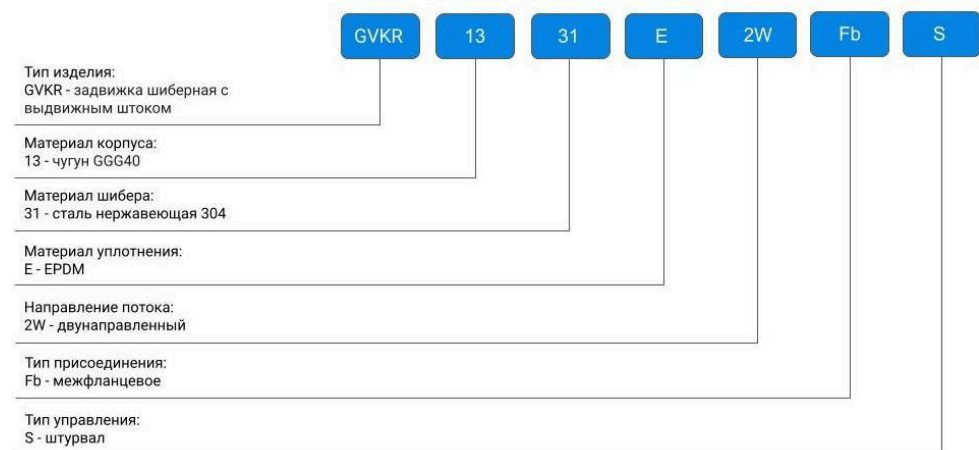 GVKR 13 31 E 2W Fb S
Тип изделия:
GVKR - задвижка шиберная с
выдвижным штоком
Материал корпуса:
13 - чугун GGG40
Материал шибера:
31 - сталь нержавеющая 304
Материал уплотнения:
E - EPDM
Направление потока:
2W - двунаправленный
Тип присоединения:
Fb - межфланцевое
Тип управления:
S - штурвал